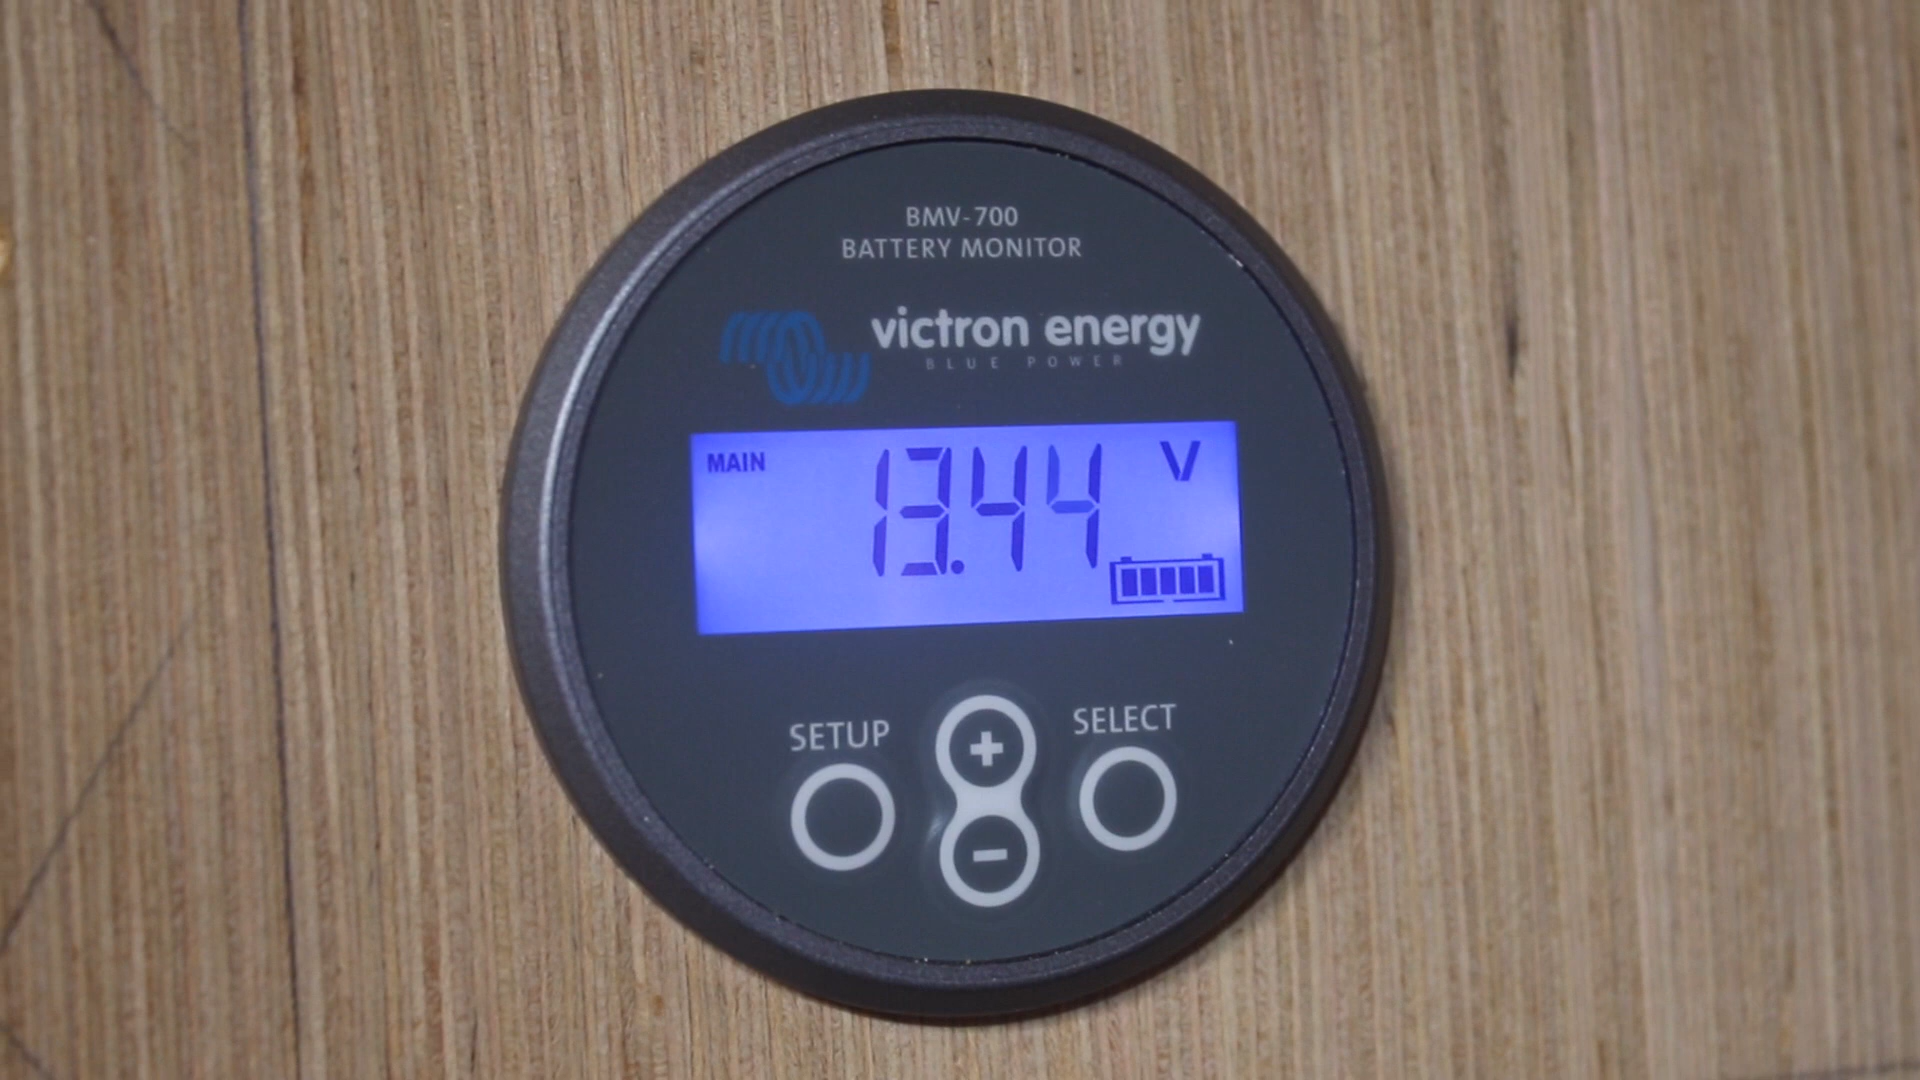 BMV-700
BATTERY MONITOR
victron energy
BLUE POWER
MAIN 13.44 V
SETUP + SELECT
-